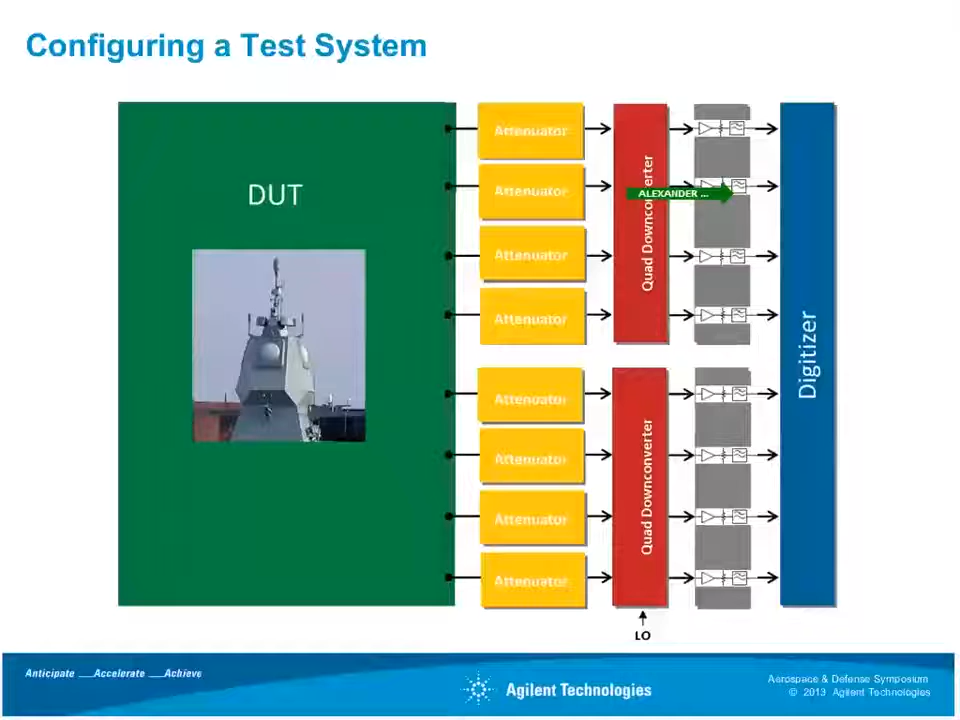 Configuring a Test System
DUT
Attenuator
Attenuator
Attenuator
Attenuator
Attenuator
Attenuator
Attenuator
Attenuator
Quad Downconverter
ALEXANDER ...
Quad Downconverter
LO
Digitizer
Anticipate __Accelerate __Achieve
Agilent Technologies
Aerospace & Defense Symposium
© 2013 Agilent Technologies